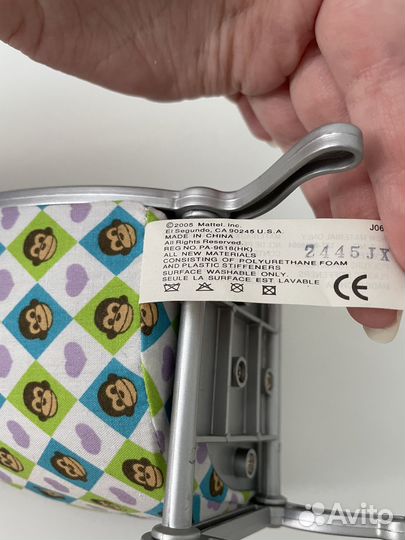 ©2005 Mattel, Inc. J06
El Segundo, CA 90245 U.S.A.
MADE IN CHINA
All Rights Reserved.
REG NO.PA-9618(HK) 2445JX
ALL NEW MATERIALS
CONSISTING OF POLYURETHANE FOAM
AND PLASTIC STIFFENERS
SURFACE WASHABLE ONLY
SEULE LA SURFACE EST LAVABLE
CE
Avito